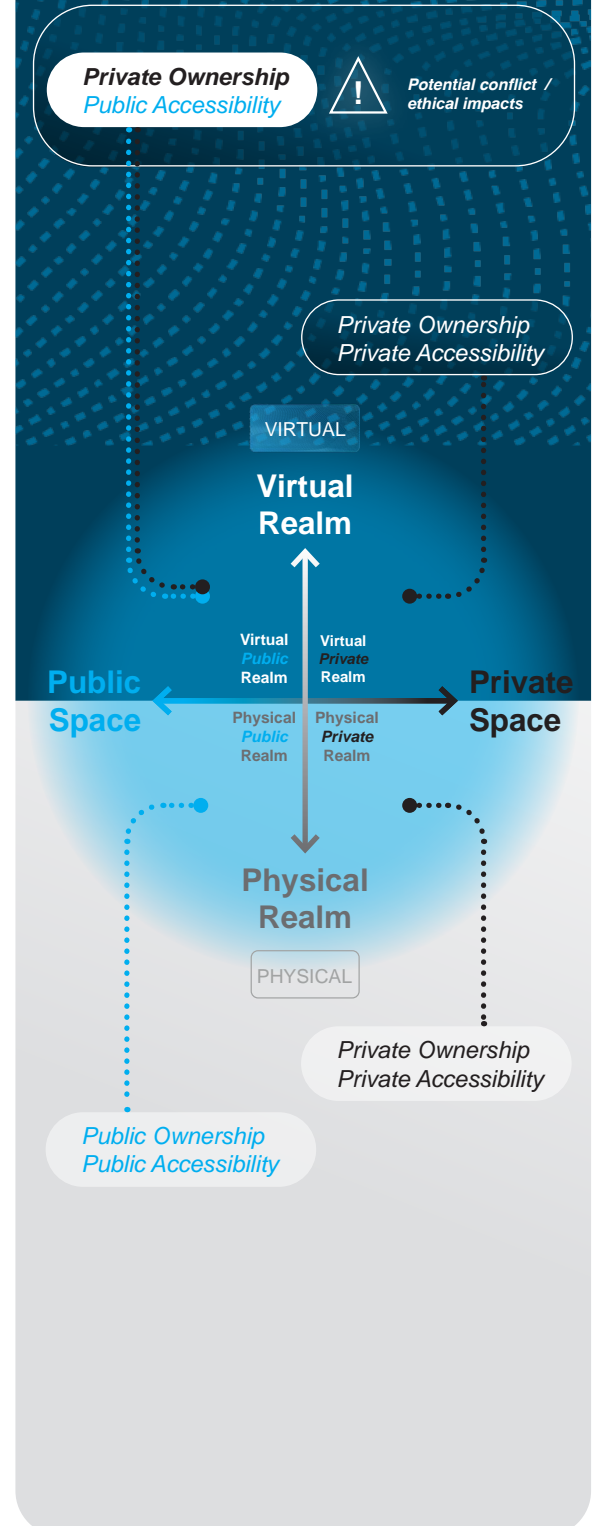 Private Ownership
Public Accessibility
!
Potential conflict /
ethical impacts
Private Ownership
Private Accessibility
VIRTUAL
Virtual
Realm
Virtual
Public
Realm
Virtual
Private
Realm
Public
Space
Private
Space
Physical
Public
Realm
Physical
Private
Realm
Physical
Realm
PHYSICAL
Private Ownership
Private Accessibility
Public Ownership
Public Accessibility